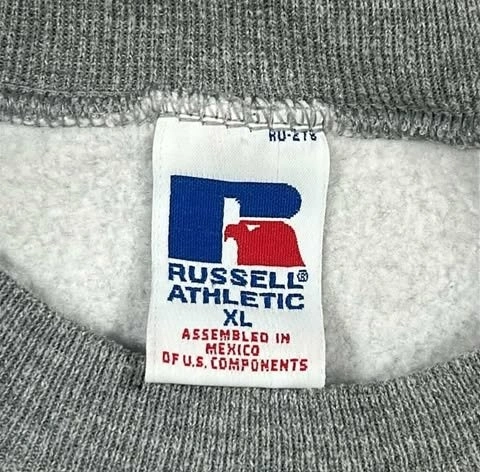 RU-278
RUSSELL®
ATHLETIC
XL
ASSEMBLED IN
MEXICO
OF U.S. COMPONENTS